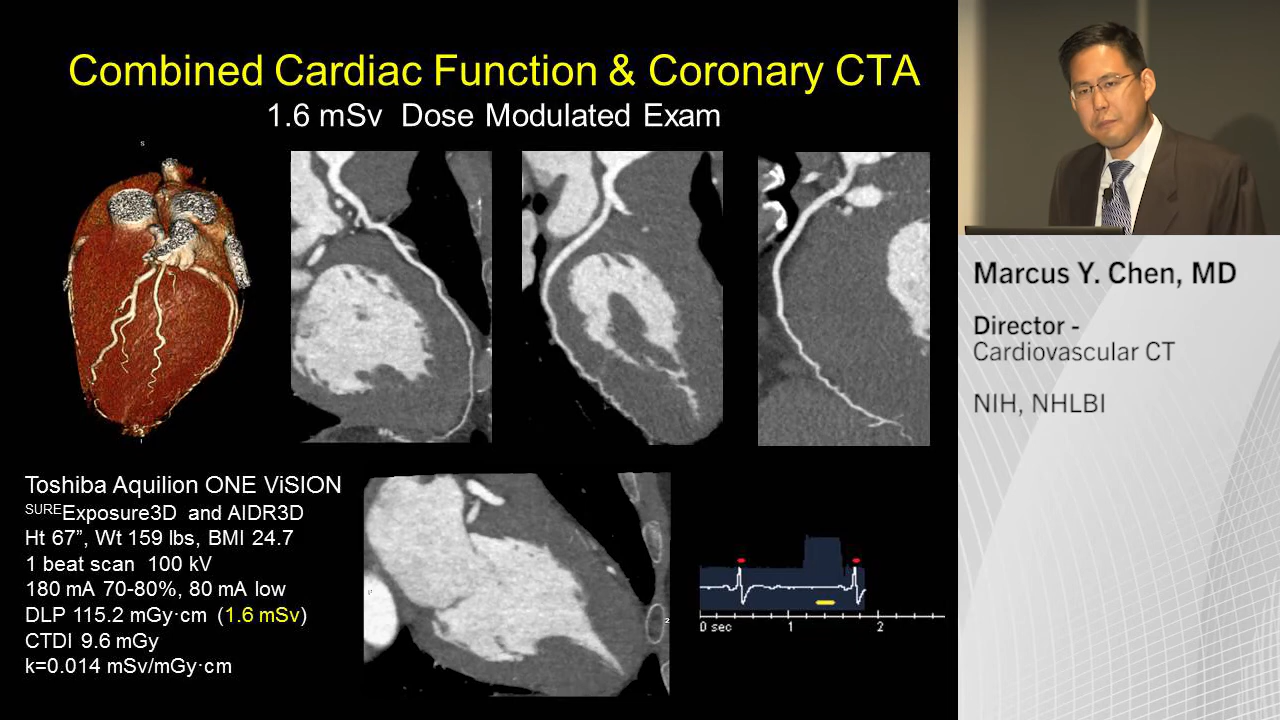 Combined Cardiac Function & Coronary CTA
1.6 mSv Dose Modulated Exam
S
Toshiba Aquilion ONE ViSION
SUREExposure3D and AIDR3D
Ht 67”, Wt 159 lbs, BMI 24.7
1 beat scan 100 kV
180 mA 70-80%, 80 mA low
DLP 115.2 mGy·cm (1.6 mSv)
CTDI 9.6 mGy
k=0.014 mSv/mGy·cm
0 sec 1 2
Marcus Y. Chen, MD
Director -
Cardiovascular CT
NIH, NHLBI